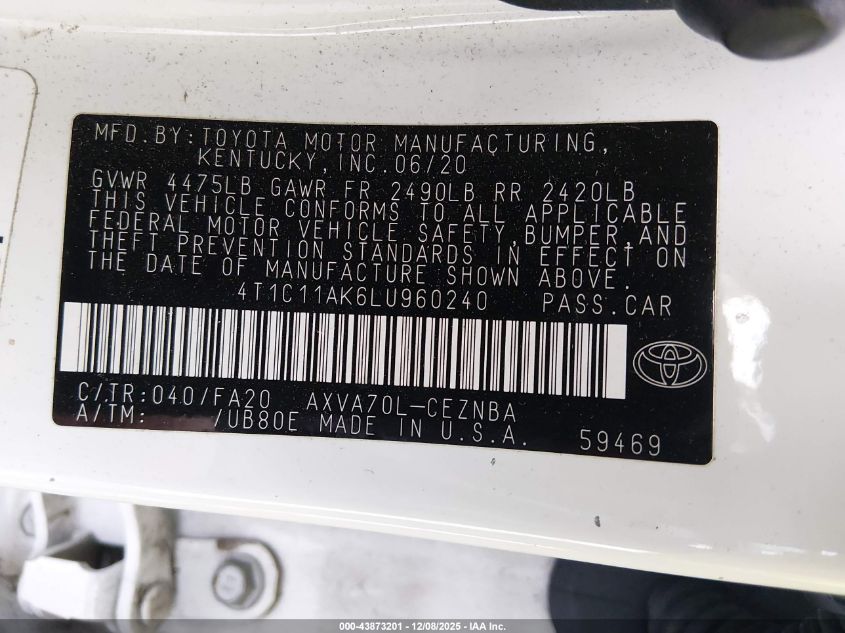 MFD.BY:TOYOTA MOTOR MANUFACTURING,
KENTUCKY,INC.06/20
GVWR 4475LB GAWR FR 2490LB RR 2420LB
THIS VEHICLE CONFORMS TO ALL APPLICABLE
FEDERAL MOTOR VEHICLE SAFETY,BUMPER,AND
THEFT PREVENTION STANDARDS IN EFFECT ON
THE DATE OF MANUFACTURE SHOWN ABOVE.
4T1C11AK6LU960240 PASS.CAR
C/TR:040/FA20 AXVA70L-CEZNBA
A/TM: /UB80E MADE IN U.S.A.
59469
000-43873201 - 12/08/2025 - IAA Inc.